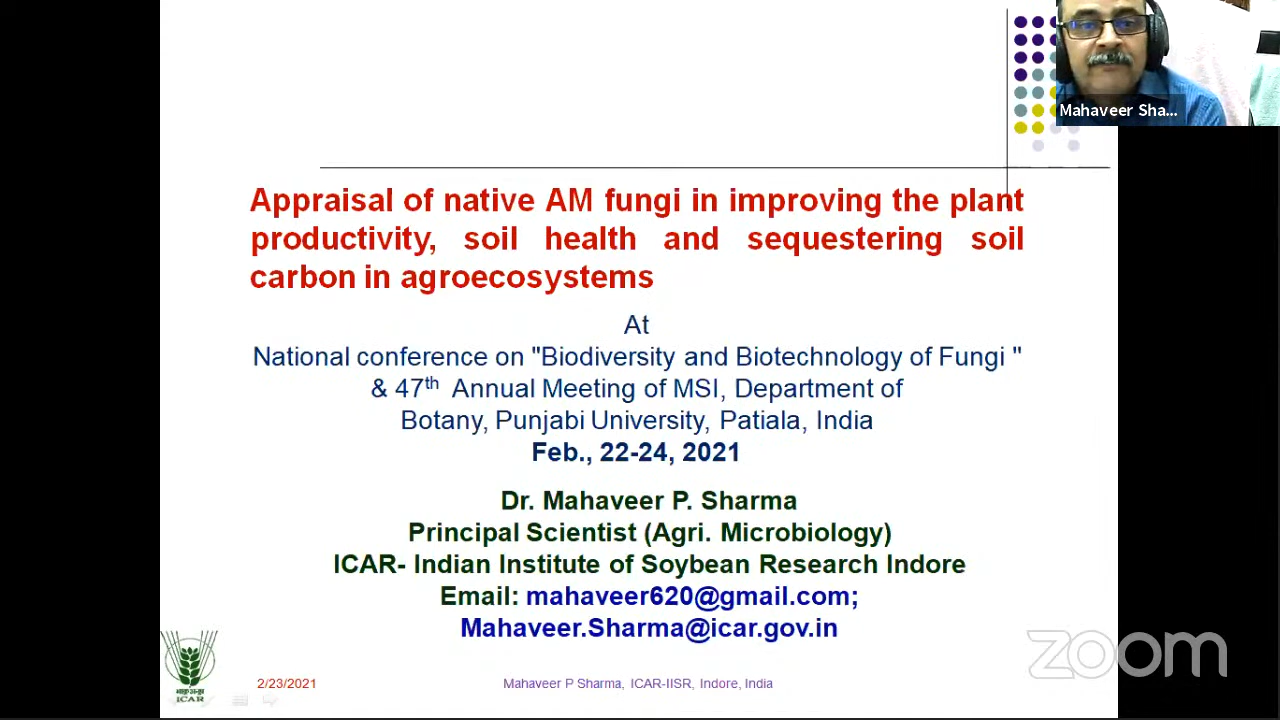 Mahaveer Sha...
Appraisal of native AM fungi in improving the plant
productivity, soil health and sequestering soil
carbon in agroecosystems
At
National conference on "Biodiversity and Biotechnology of Fungi "
& 47th Annual Meeting of MSI, Department of
Botany, Punjabi University, Patiala, India
Feb., 22-24, 2021
Dr. Mahaveer P. Sharma
Principal Scientist (Agri. Microbiology)
ICAR- Indian Institute of Soybean Research Indore
Email: mahaveer620@gmail.com;
Mahaveer.Sharma@icar.gov.in
zoom
ICAR
2/23/2021
Mahaveer P Sharma, ICAR-IISR, Indore, India